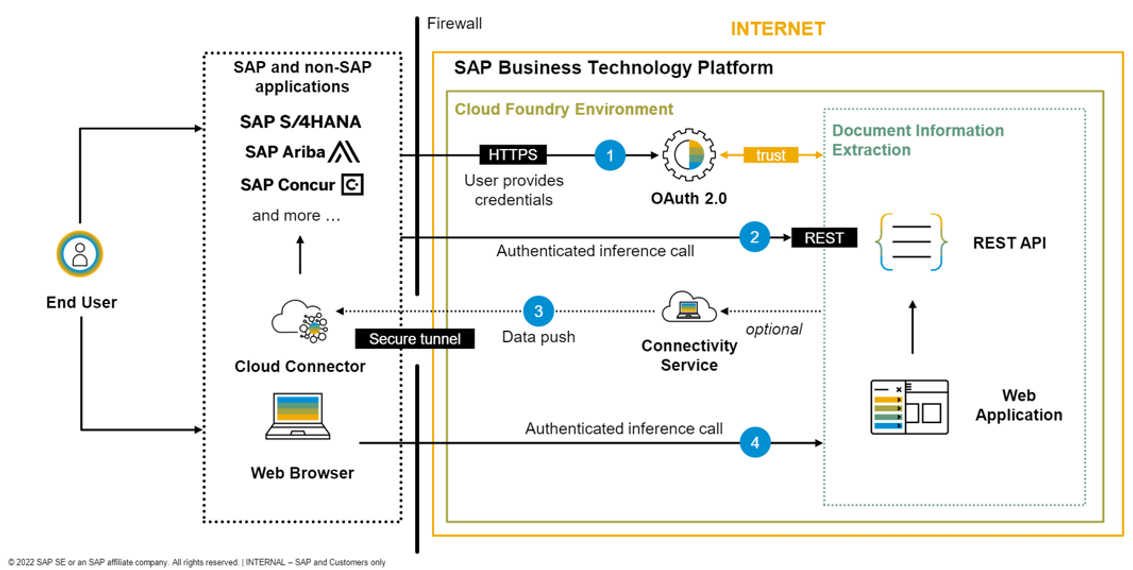 Firewall
INTERNET
SAP and non-SAP
applications
SAP S/4HANA
SAP Ariba
SAP Concur
and more …
SAP Business Technology Platform
Cloud Foundry Environment
Document Information
Extraction
HTTPS
1
User provides
credentials
OAuth 2.0
trust
2
REST
Authenticated inference call
REST API
End User
3
Data push
Secure tunnel
Cloud Connector
Connectivity
Service
optional
Web
Application
Authenticated inference call
4
Web Browser
© 2022 SAP SE or an SAP affiliate company. All rights reserved. | INTERNAL – SAP and Customers only